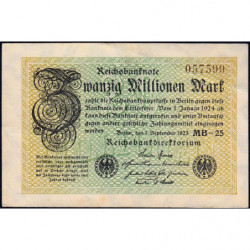 Reichsbanknote
057599
Zwanzig Millionen Mark
zahlt die Reichsbankhauptkasse in Berlin gegen diese
Banknote dem Einlieferer. Vom 1. Januar 1924 ab
kann diese Banknote aufgerufen und unter Umtausch
gegen andere gesetzliche Zahlungsmittel eingezogen
werden
Berlin, den 1. September 1923 MB-25
Reichsbankdirektorium